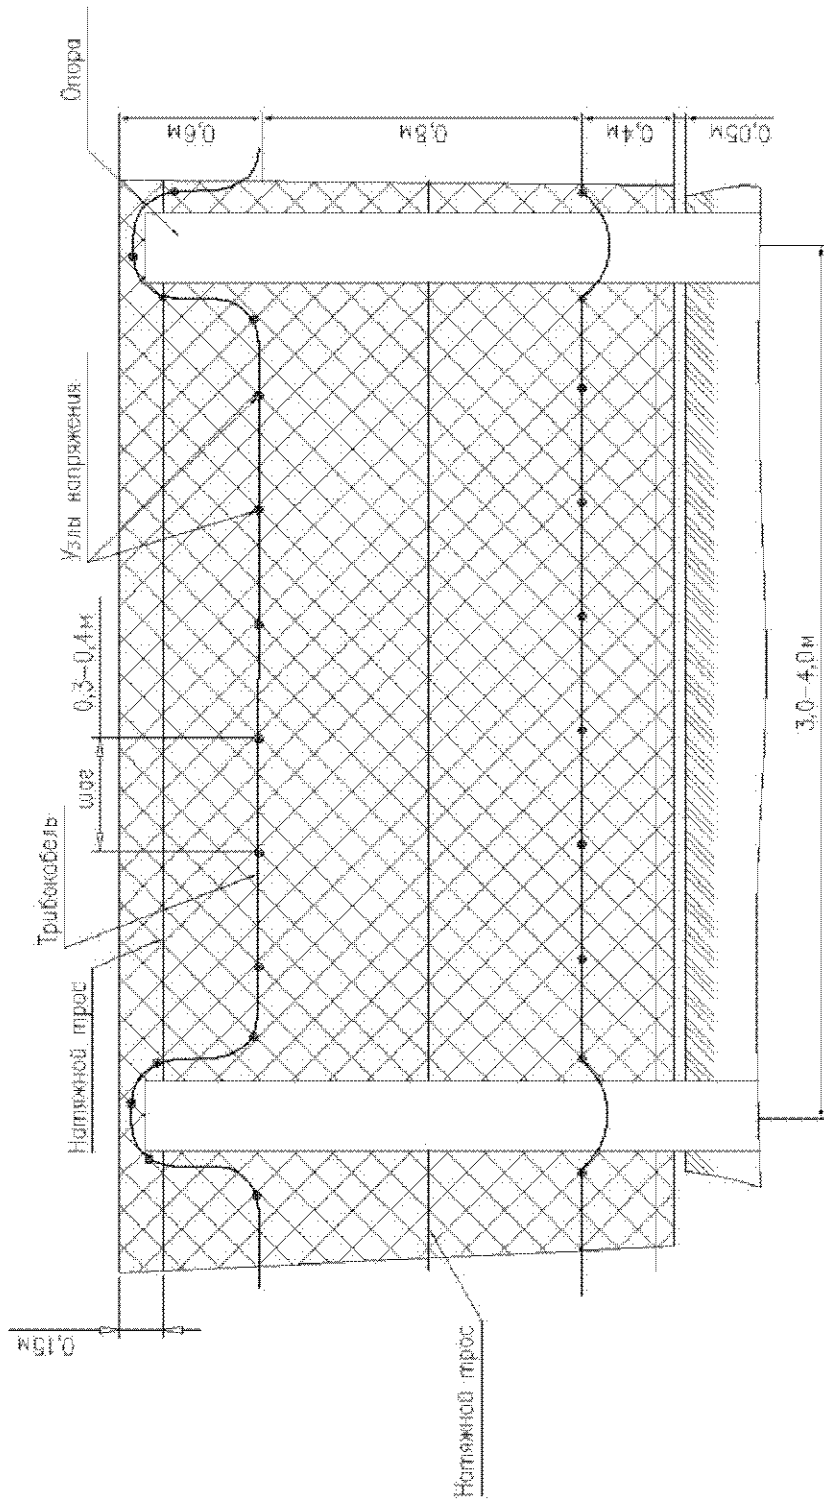 Опора
0,6м
0,8м
0,4м
0,05м
Узлы напряжения
0,3-0,4м
шаг
Трибокабель
Натяжной трос
3,0-4,0м
0,15м
Натяжной трос